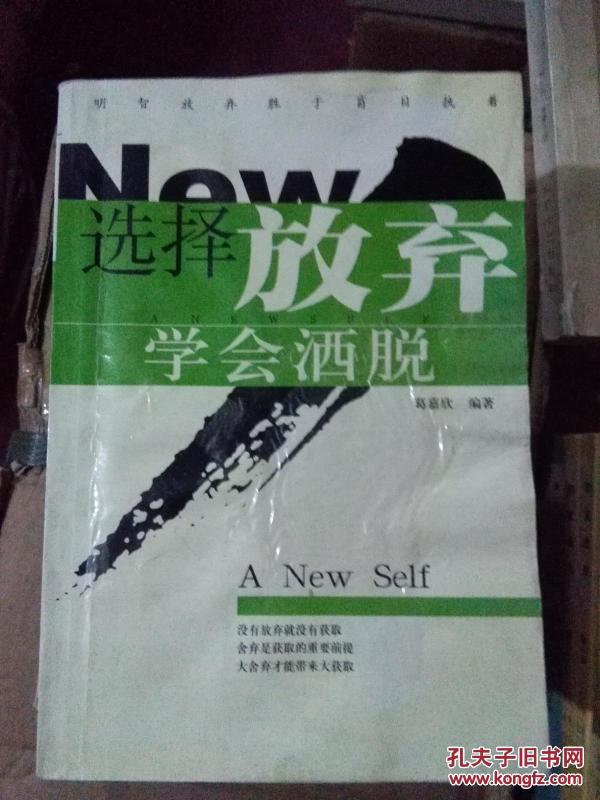 明智放弃胜于盲目执着
New
选择放弃
A NEW SELF
学会洒脱
葛嘉欣 编著
A New Self
没有放弃就没有获取
舍弃是获取的重要前提
大舍弃才能带来大获取
孔夫子旧书网
www.kongfz.com